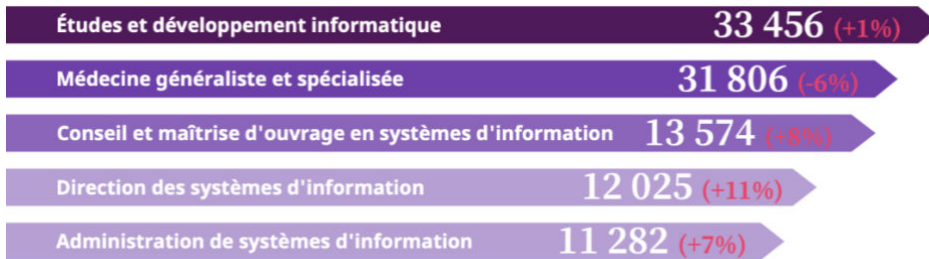 Études et développement informatique 33 456 (+1%)
Médecine généraliste et spécialisée 31 806 (-6%)
Conseil et maîtrise d'ouvrage en systèmes d'information 13 574 (+8%)
Direction des systèmes d'information 12 025 (+11%)
Administration de systèmes d'information 11 282 (+7%)